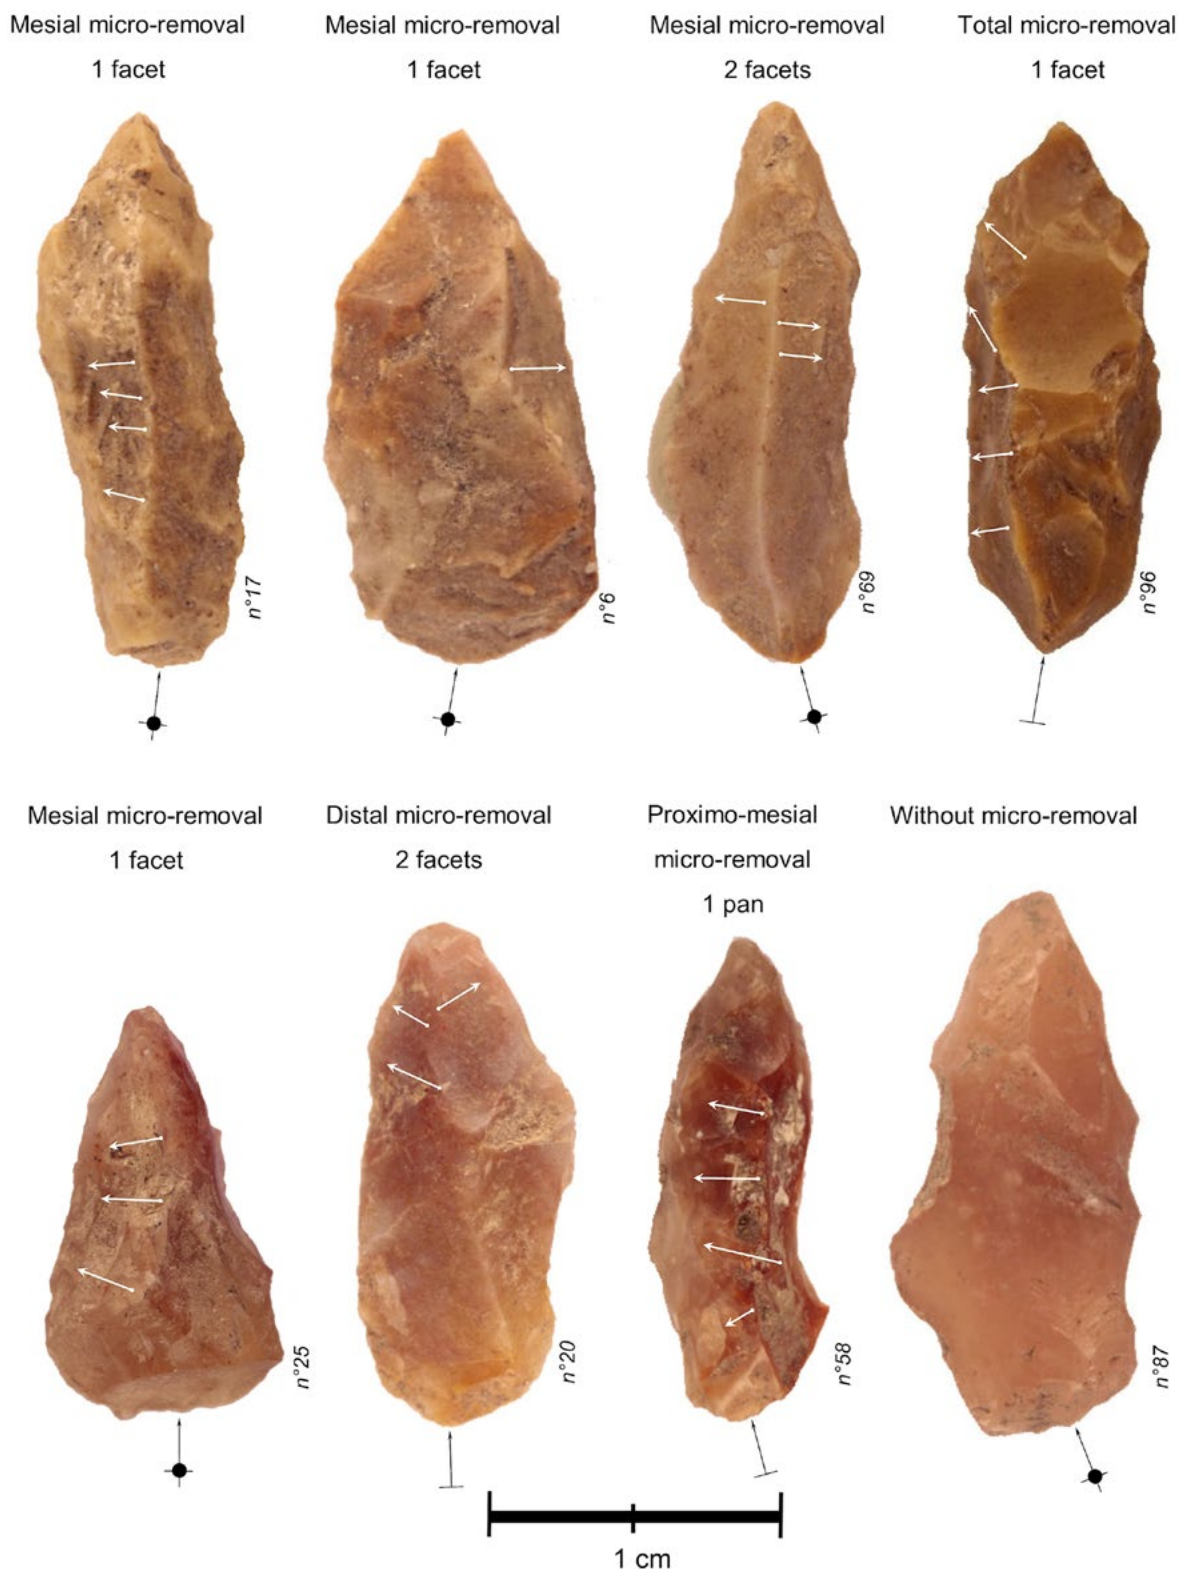 Mesial micro-removal
1 facet
Mesial micro-removal
1 facet
Mesial micro-removal
2 facets
Total micro-removal
1 facet
n°17
n°6
n°69
n°96
Mesial micro-removal
1 facet
Distal micro-removal
2 facets
Proximo-mesial
micro-removal
1 pan
Without micro-removal
n°25
n°20
n°58
n°87
1 cm